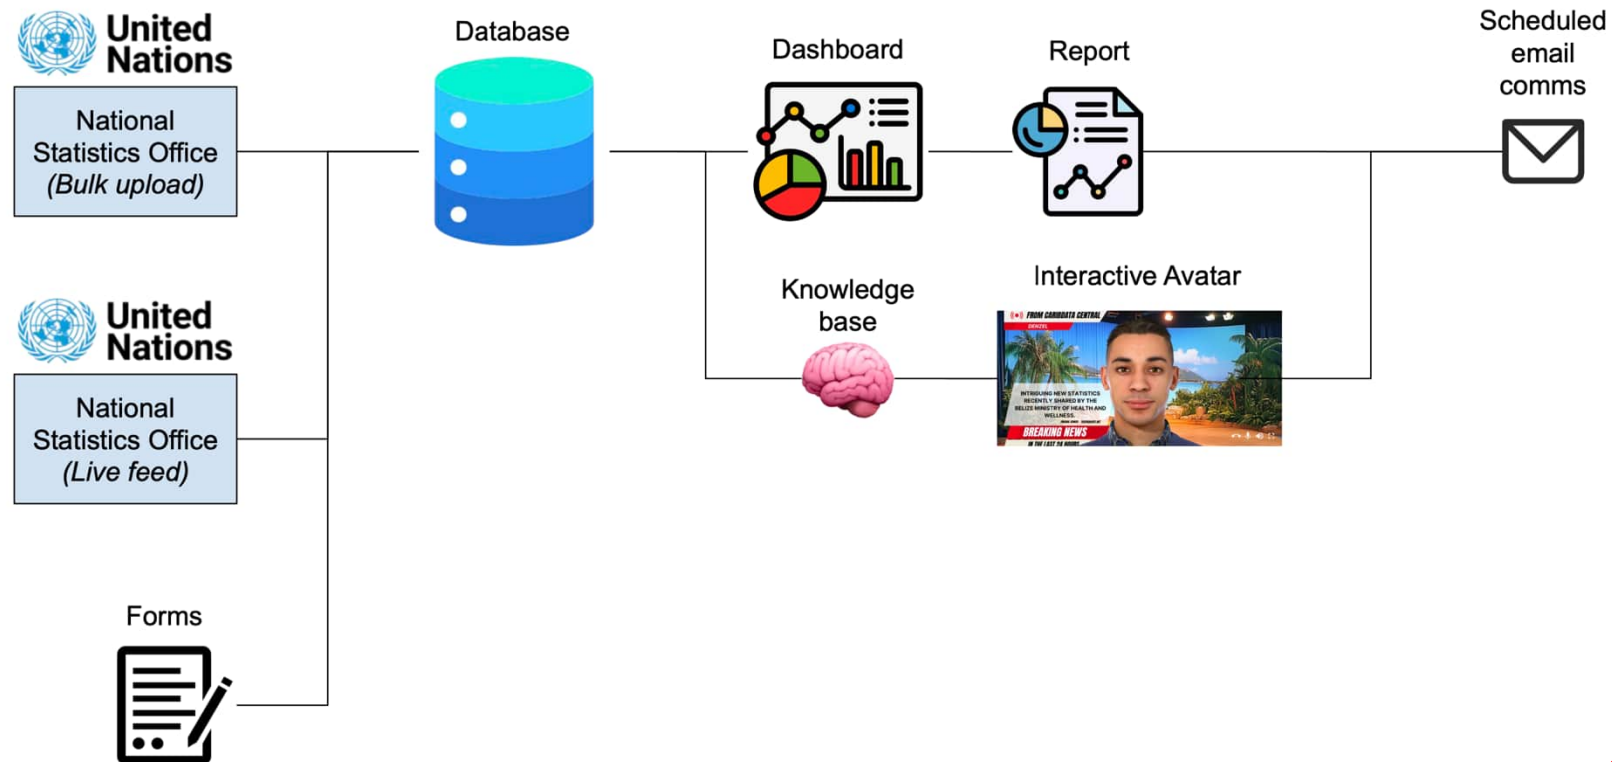 United
Nations
National
Statistics Office
(Bulk upload)
United
Nations
National
Statistics Office
(Live feed)
Forms
Database
Dashboard
Report
Knowledge
base
Interactive Avatar
FROM CARIBDATA CENTRAL
DENZEL
INTRIGUING NEW STATISTICS
RECENTLY SHARED BY THE
BELIZE MINISTRY OF HEALTH AND
WELLNESS.
BREAKING NEWS
IN THE LAST 24 HOURS
Scheduled
email
comms